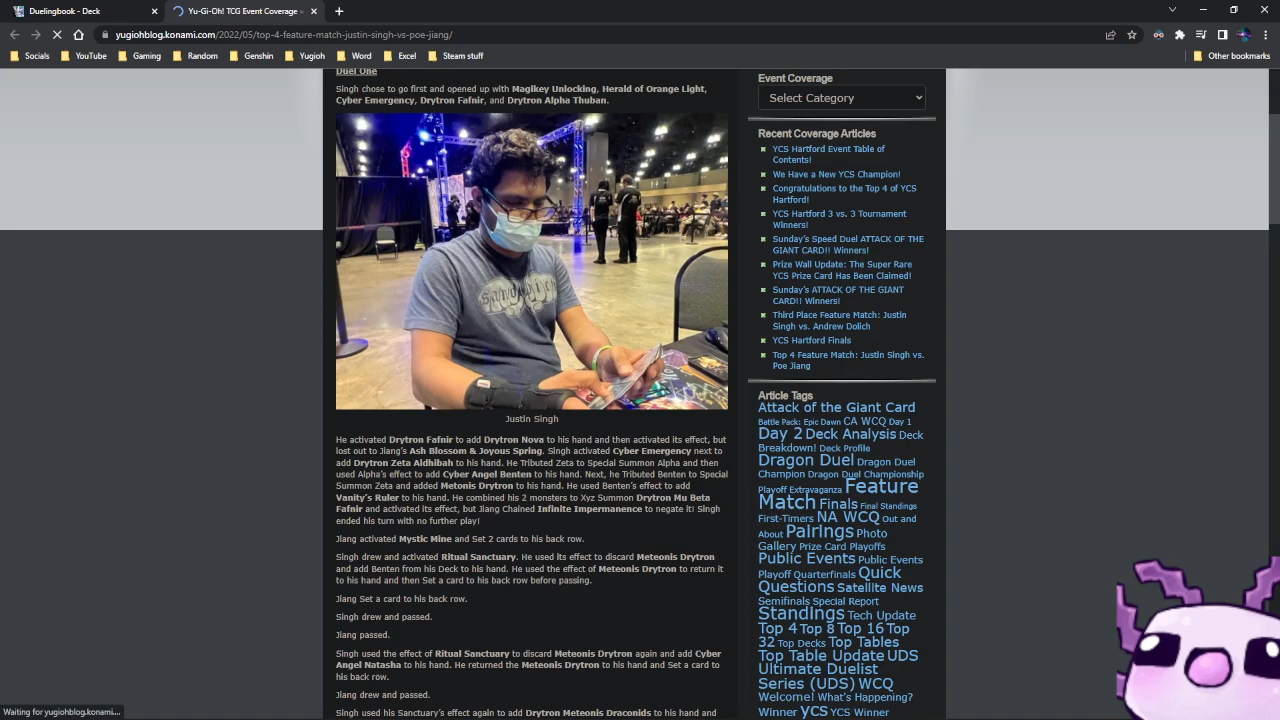 Duelingbook
Yu-Gi-Oh! TCG Event Coverage »
yugiohblog.konami.com/2022/05/top-4-feature-match-justin-singh-vs-poe-jiang/
Socials
YouTube
Gaming
Random
Genshin
Yugioh
Word
Excel
Steam stuff
Other bookmarks
Duel One
Singh chose to go first and opened up with Magikey Unlocking, Herald of Orange Light,
Cyber Emergency, Drytron Fafnir, and Drytron Alpha Thuban.
Justin Singh
He activated Drytron Fafnir to add Drytron Nova to his hand and then activated its effect, but
lost out to Jiang's Ash Blossom & Joyous Spring. Singh activated Cyber Emergency next to
add Drytron Zeta Aldhibah to his hand. He Tributed Zeta to Special Summon Alpha and then
used Alpha's effect to add Cyber Angel Benten to his hand. Next, he Tributed Benten to Special
Summon Zeta and added Metonis Drytron to his hand. He used Benten's effect to add
Vanity's Ruler to his hand. He combined his 2 monsters to Xyz Summon Drytron Mu Beta
Fafnir and activated its effect, but Jiang Chained Infinite Impermanence to negate it! Singh
ended his turn with no further play!
Jiang activated Mystic Mine and Set 2 cards to his back row.
Singh drew and activated Ritual Sanctuary. He used its effect to discard Meteonis Drytron
and add Benten from his Deck to his hand. He used the effect of Meteonis Drytron to return it
to his hand and then Set a card to his back row before passing.
Jiang Set a card to his back row.
Singh drew and passed.
Jiang passed.
Singh used the effect of Ritual Sanctuary to discard Meteonis Drytron again and add Cyber
Angel Natasha to his hand. He returned the Meteonis Drytron to his hand and Set a card to
his back row.
Jiang drew and passed.
Singh used his Sanctuary's effect again to add Drytron Meteonis Draconids to his hand and
Event Coverage
Select Category
Recent Coverage Articles
YCS Hartford Event Table of
Contents!
We Have a New YCS Champion!
Congratulations to the Top 4 of YCS
Hartford!
YCS Hartford 3 vs. 3 Tournament
Winners!
Sunday's Speed Duel ATTACK OF THE
GIANT CARD!! Winners!
Prize Wall Update: The Super Rare
YCS Prize Card Has Been Claimed!
Sunday's ATTACK OF THE GIANT
CARD!! Winners!
Third Place Feature Match: Justin
Singh vs. Andrew Dolich
YCS Hartford Finals
Top 4 Feature Match: Justin Singh vs.
Poe Jiang
Article Tags
Attack of the Giant Card
Battle Pack: Epic Dawn CA WCQ Day 1
Day 2 Deck Analysis Deck
Breakdown! Deck Profile
Dragon Duel Dragon Duel
Champion Dragon Duel Championship
Playoff Extravaganza Feature
Match Finals Final Standings
First-Timers NA WCQ Out and
About Pairings Photo
Gallery Prize Card Playoffs
Public Events Public Events
Playoff Quarterfinals Quick
Questions Satellite News
Semifinals Special Report
Standings Tech Update
Top 4 Top 8 Top 16 Top
32 Top Decks Top Tables
Top Table Update UDS
Ultimate Duelist
Series (UDS) WCQ
Welcome! What's Happening?
Winner ycs YCS Winner
Waiting for yugiohblog.konami....